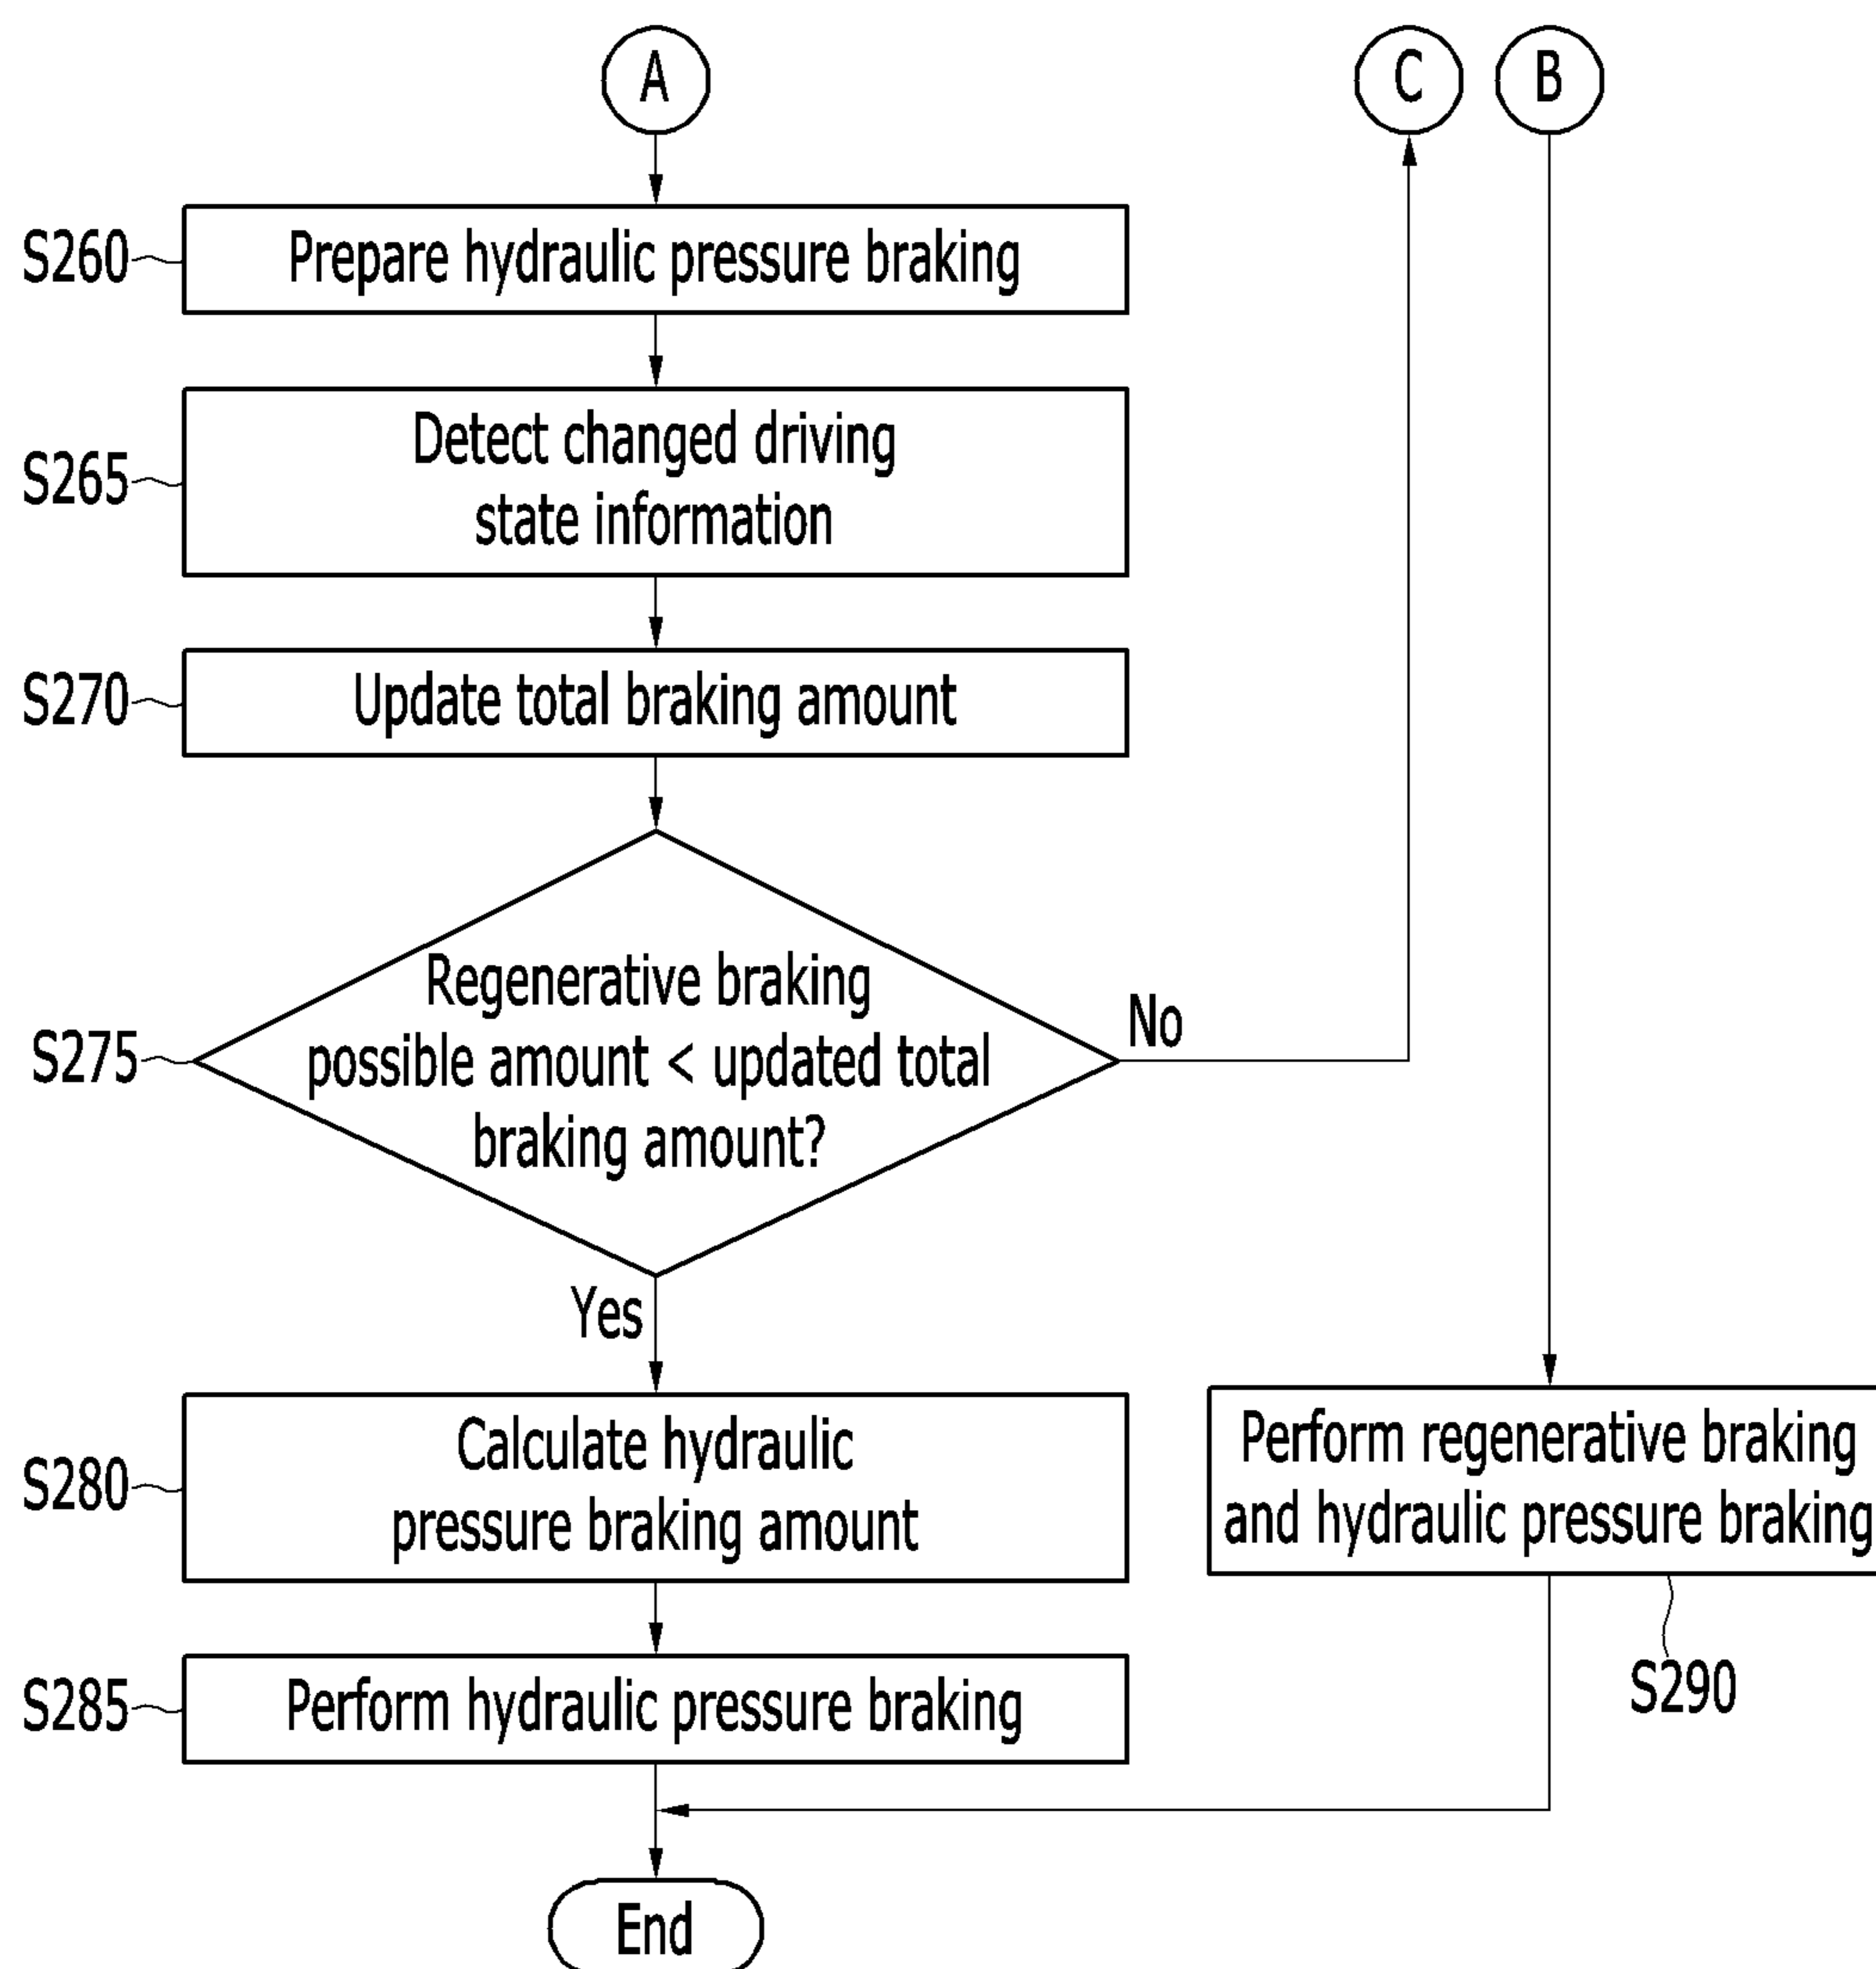 A
C
B
S260
Prepare hydraulic pressure braking
S265
Detect changed driving
state information
S270
Update total braking amount
S275
Regenerative braking
possible amount < updated total
braking amount?
No
Yes
S280
Calculate hydraulic
pressure braking amount
Perform regenerative braking
and hydraulic pressure braking
S290
S285
Perform hydraulic pressure braking
End